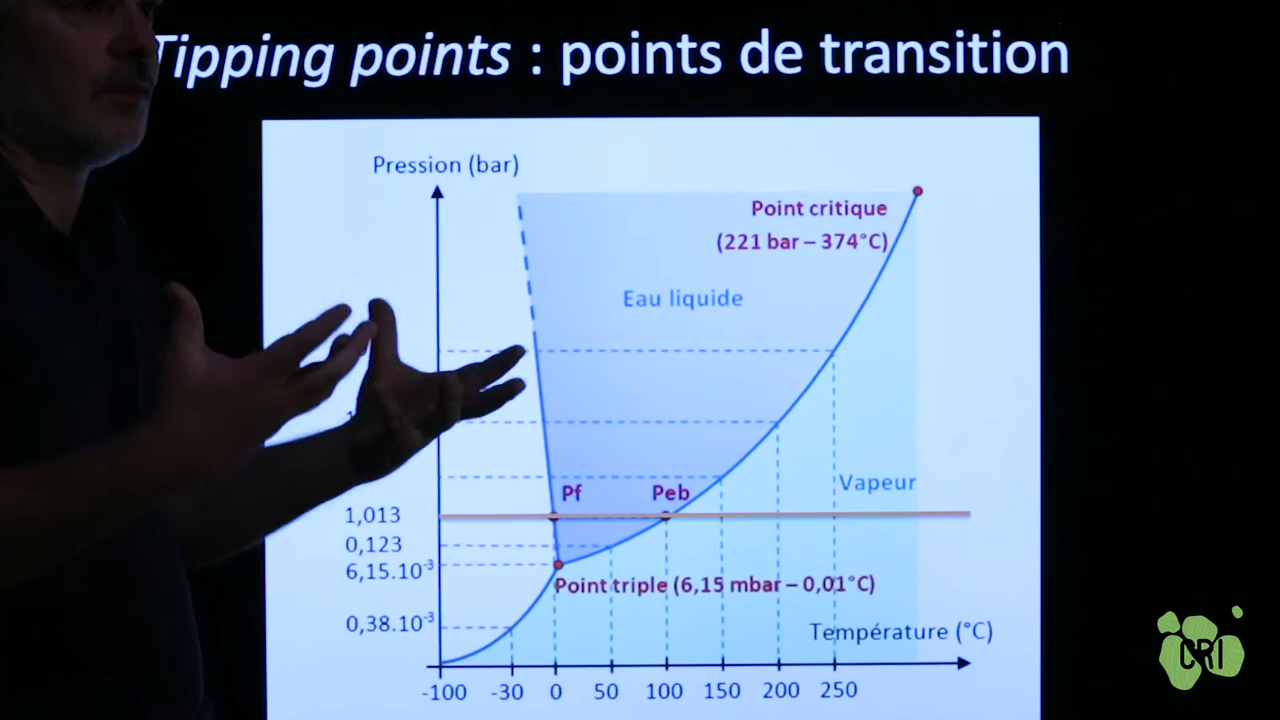 Tipping points : points de transition
Pression (bar)
Point critique
(221 bar – 374°C)
Eau liquide
Vapeur
Pf
Peb
1,013
0,123
6,15.10-3
Point triple (6,15 mbar – 0,01°C)
0,38.10-3
Température (°C)
-100 -30 0 50 100 150 200 250
CRI